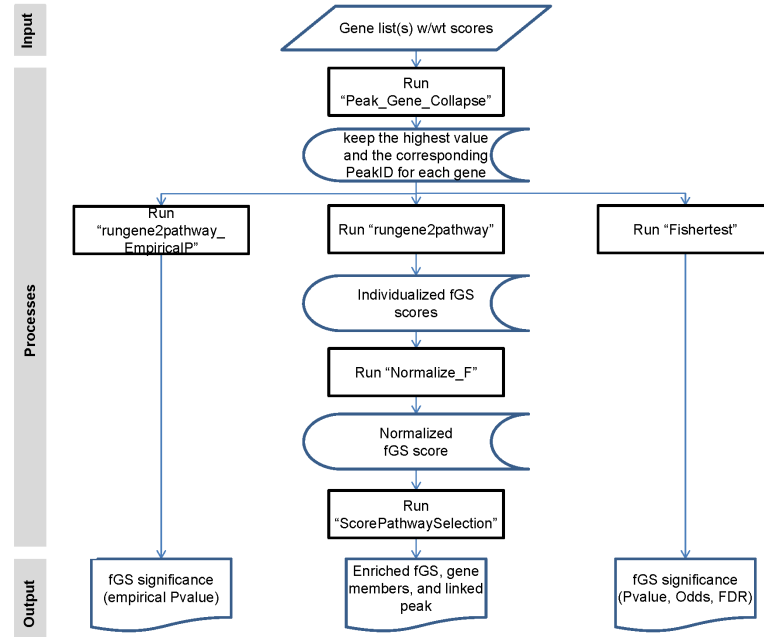 Input
Gene list(s) w/wt scores
Processes
Run
“Peak_Gene_Collapse”
keep the highest value
and the corresponding
PeakID for each gene
Run
“rungene2pathway_
EmpiricalP”
Run “rungene2pathway”
Run “Fishertest”
Individualized fGS
scores
Run “Normalize_F”
Normalized
fGS score
Run
“ScorePathwaySelection”
Output
fGS significance
(empirical Pvalue)
Enriched fGS, gene
members, and linked
peak
fGS significance
(Pvalue, Odds, FDR)